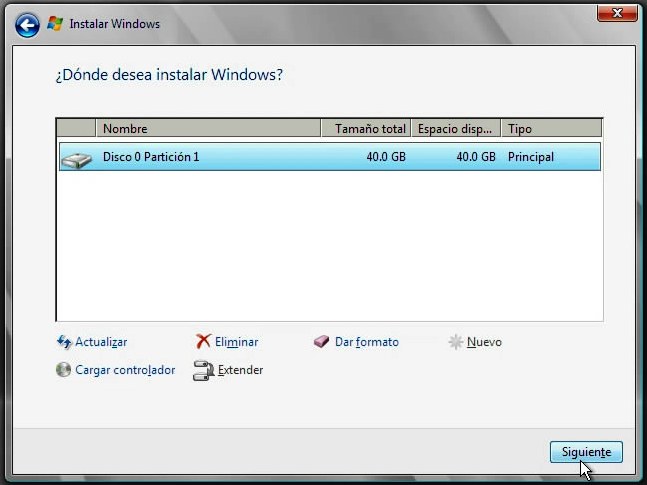 Instalar Windows
¿Dónde desea instalar Windows?
Nombre Tamaño total Espacio disp... Tipo
Disco 0 Partición 1 40.0 GB 40.0 GB Principal
Actualizar Eliminar Dar formato Nuevo
Cargar controlador Extender
Siguiente